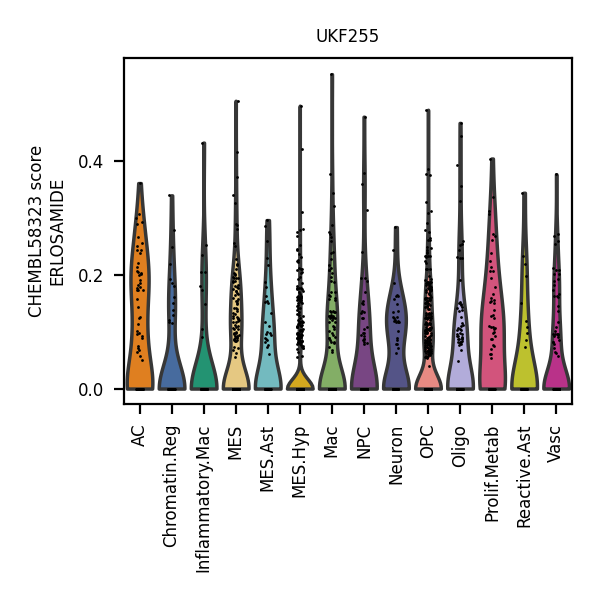 UKF255
CHEMBL58323 score
ERLOSAMIDE
0.4
0.2
0.0
AC
Chromatin.Reg
Inflammatory.Mac
MES
MES.Ast
MES.Hyp
Mac
NPC
Neuron
OPC
Oligo
Prolif.Metab
Reactive.Ast
Vasc